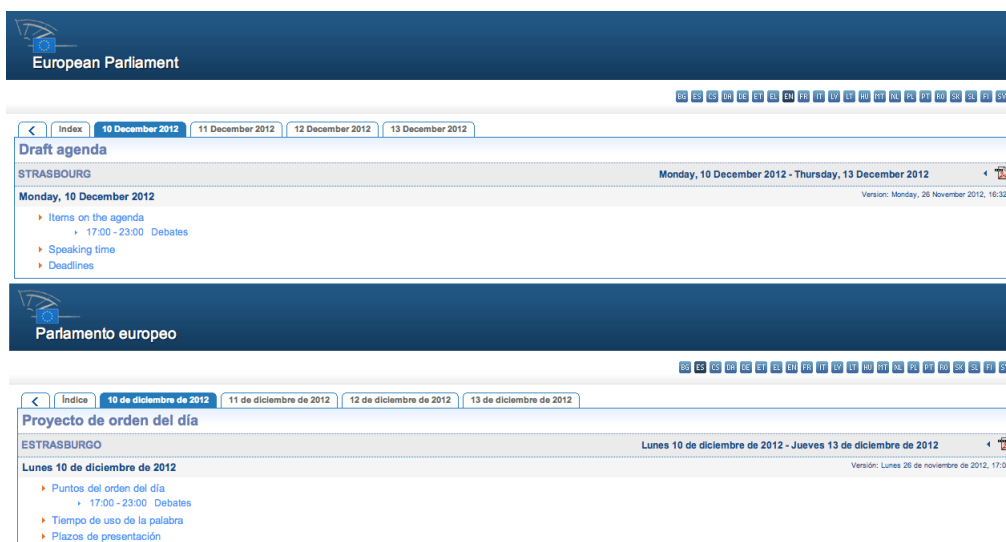 European Parliament
BG ES CS DA DE ET EL EN FR IT LV LT HU MT NL PL PT RO SK SL FI SV
Index 10 December 2012 11 December 2012 12 December 2012 13 December 2012
Draft agenda
STRASBOURG Monday, 10 December 2012 - Thursday, 13 December 2012
Monday, 10 December 2012 Version: Monday, 26 November 2012, 16:32
Items on the agenda
17:00 - 23:00 Debates
Speaking time
Deadlines
Parlamento europeo
BG ES CS DA DE ET EL EN FR IT LV LT HU MT NL PL PT RO SK SL FI
Índice 10 de diciembre de 2012 11 de diciembre de 2012 12 de diciembre de 2012 13 de diciembre de 2012
Proyecto de orden del día
ESTRASBURGO Lunes 10 de diciembre de 2012 - Jueves 13 de diciembre de 2012
Lunes 10 de diciembre de 2012 Versión: Lunes 26 de noviembre de 2012, 17:0
Puntos del orden del día
17:00 - 23:00 Debates
Tiempo de uso de la palabra
Plazos de presentación